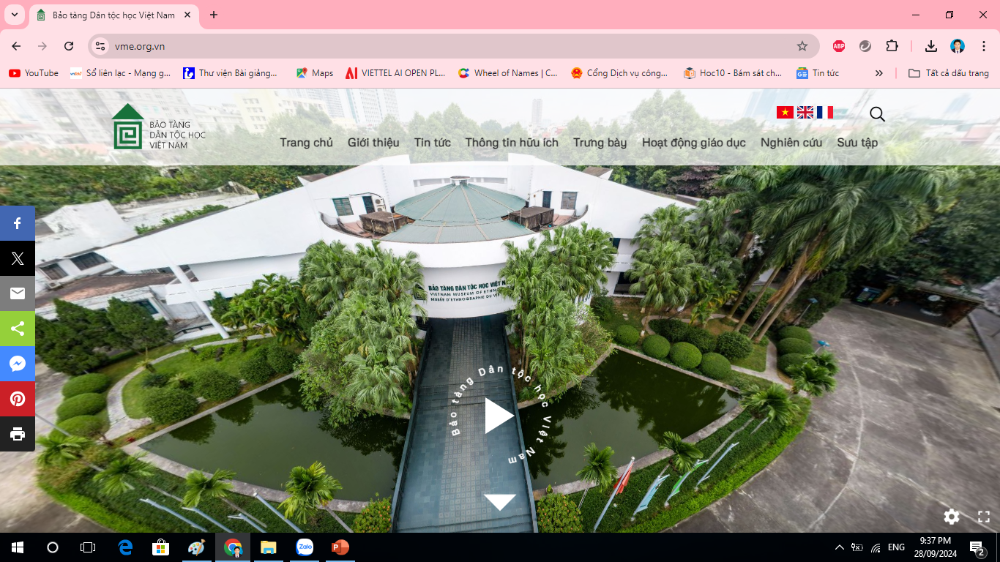 Bảo tàng Dân tộc học Việt Nam
vme.org.vn
ABP
YouTube
Sổ liên lạc - Mạng g...
Thư viện Bài giảng...
Maps
VIETTEL AI OPEN PL...
Wheel of Names | C...
Cổng Dịch vụ công...
Hoc10 - Bám sát ch...
Tin tức
Tất cả dấu trang
BẢO TÀNG
DÂN TỘC HỌC
VIỆT NAM
Trang chủ
Giới thiệu
Tin tức
Thông tin hữu ích
Trưng bày
Hoạt động giáo dục
Nghiên cứu
Sưu tập
BẢO TÀNG DÂN TỘC HỌC VIỆT NA
VIETNAM MUSEUM OF ETHNO
MUSÉE D'ETHNOGRAPHIE DU VIET
Bảo tàng Dân tộc học Việt Nam
Zalo
ENG
9:37 PM
28/09/2024
2